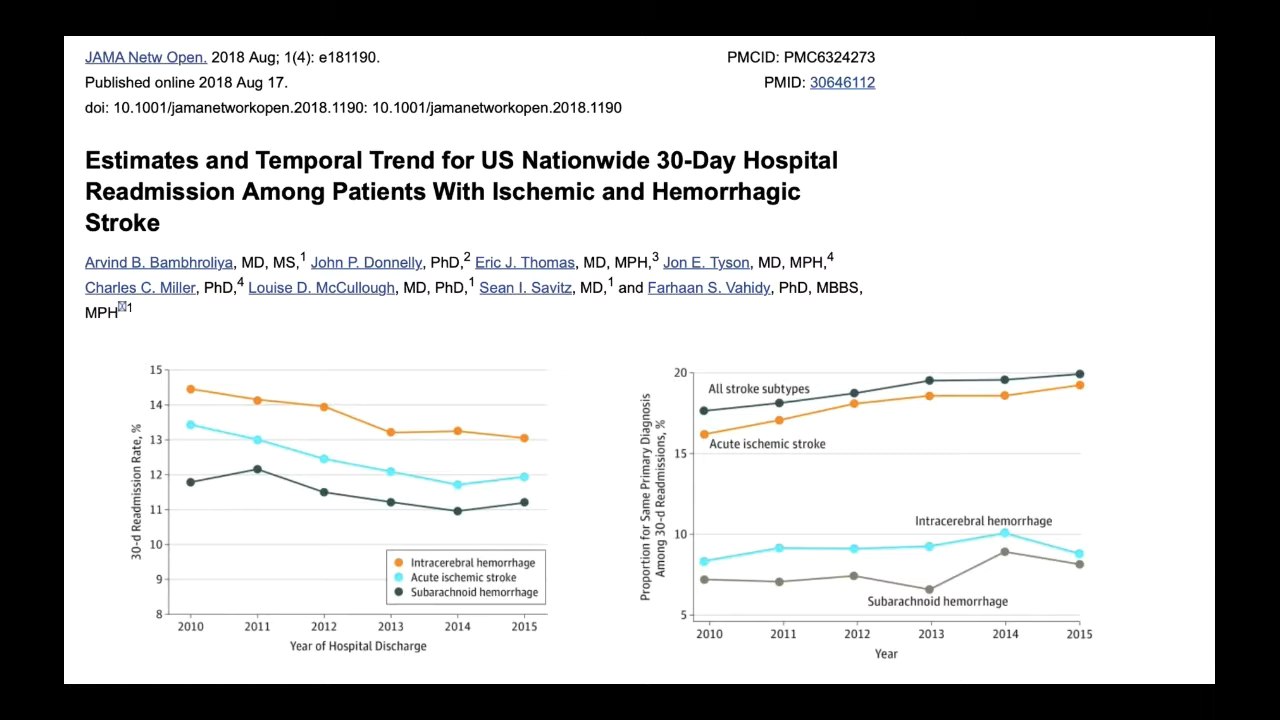 JAMA Netw Open. 2018 Aug; 1(4): e181190.
PMCID: PMC6324273
Published online 2018 Aug 17.
PMID: 30646112
doi: 10.1001/jamanetworkopen.2018.1190: 10.1001/jamanetworkopen.2018.1190
Estimates and Temporal Trend for US Nationwide 30-Day Hospital
Readmission Among Patients With Ischemic and Hemorrhagic
Stroke
Arvind B. Bambhroliya, MD, MS,1 John P. Donnelly, PhD,2 Eric J. Thomas, MD, MPH,3 Jon E. Tyson, MD, MPH,4
Charles C. Miller, PhD,4 Louise D. McCullough, MD, PhD,1 Sean I. Savitz, MD,1 and Farhaan S. Vahidy, PhD, MBBS,
MPH1
30-d Readmission Rate, %
15
14
13
12
11
10
9
8
Intracerebral hemorrhage
Acute ischemic stroke
Subarachnoid hemorrhage
2010 2011 2012 2013 2014 2015
Year of Hospital Discharge
Proportion for Same Primary Diagnosis
Among 30-d Readmissions, %
20
15
10
5
All stroke subtypes
Acute ischemic stroke
Intracerebral hemorrhage
Subarachnoid hemorrhage
2010 2011 2012 2013 2014 2015
Year